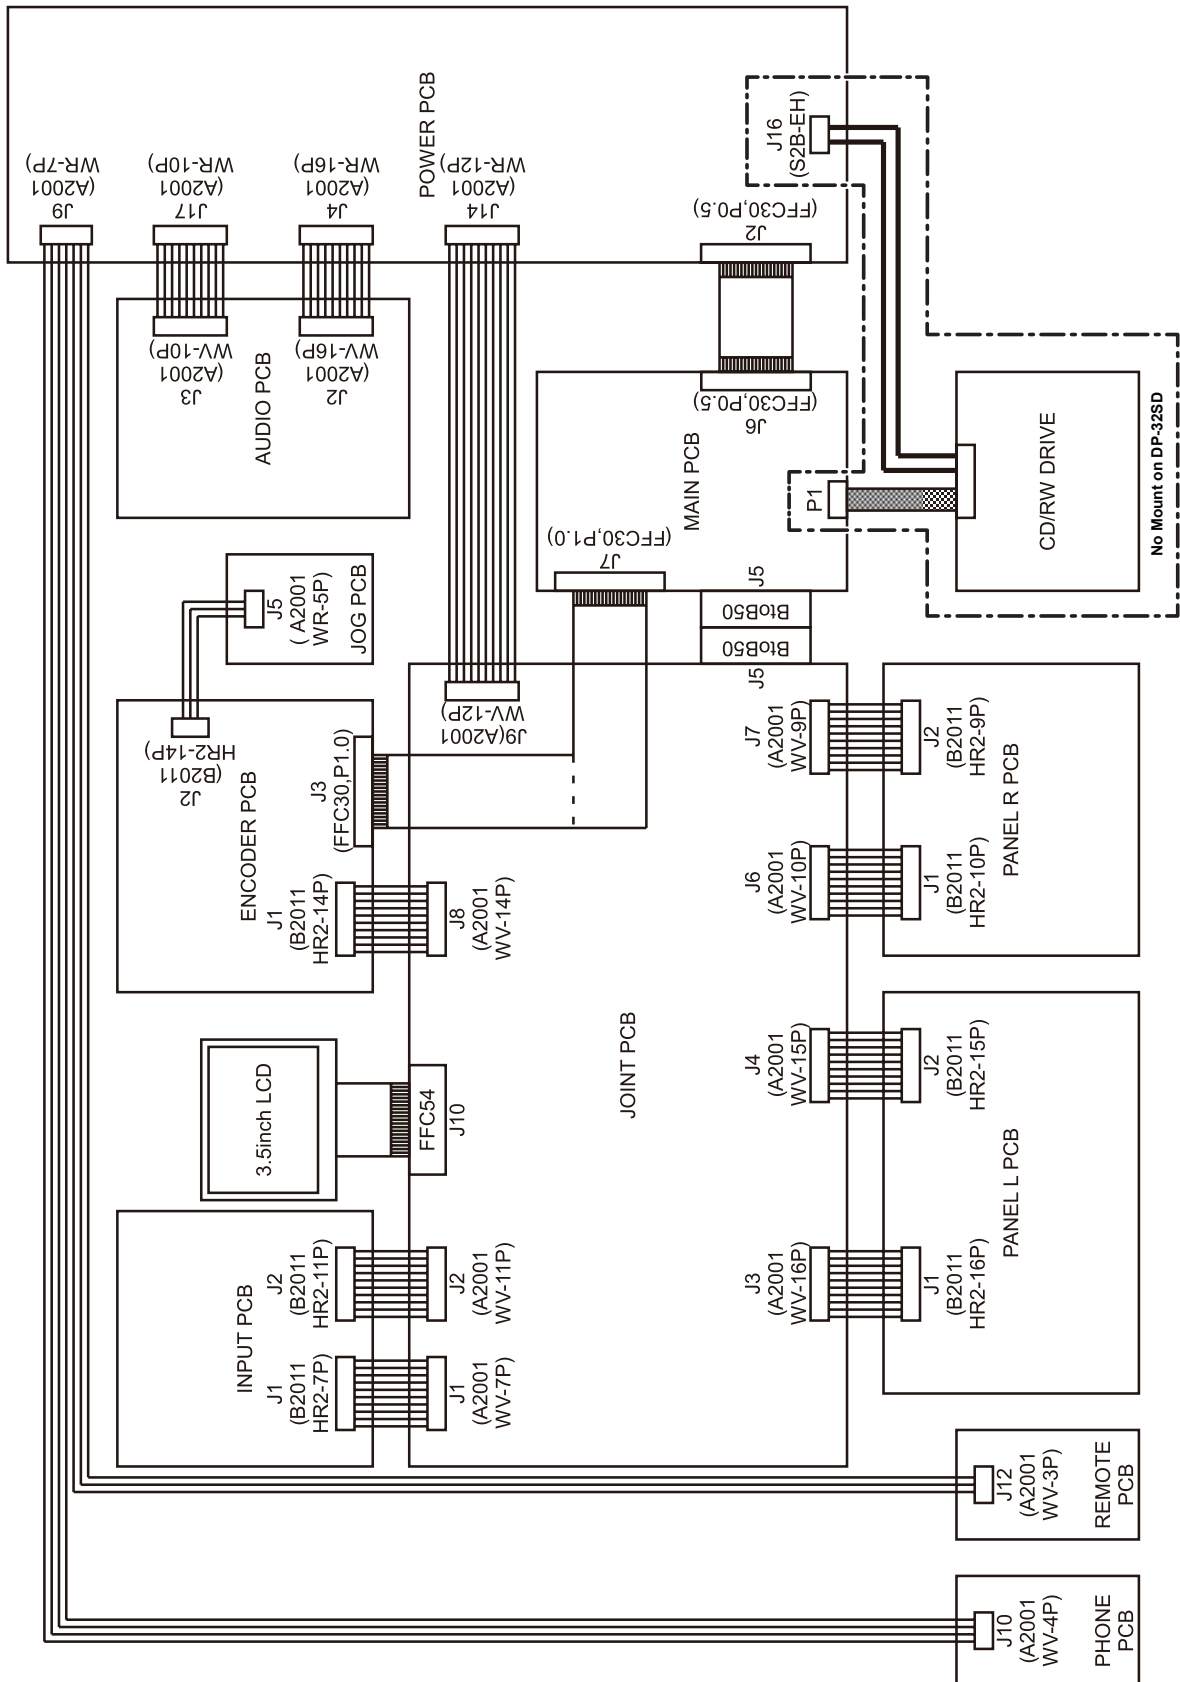 POWER PCB
J9
(A2001
WR-7P)
J17
(A2001
WR-10P)
J4
(A2001
WR-16P)
J14
(A2001
WR-12P)
J2
(FFC30,P0.5)
J16
(S2B-EH)
AUDIO PCB
J3
(A2001
WV-10P)
J2
(A2001
WV-16P)
MAIN PCB
J6
(FFC30,P0.5)
J7
(FFC30,P1.0)
P1
J5
BtoB50
BtoB50
J5
CD/RW DRIVE
No Mount on DP-32SD
JOG PCB
J5
( A2001
WR-5P)
ENCODER PCB
J2
(B2011
HR2-14P)
J3
(FFC30,P1.0)
J1
(B2011
HR2-14P)
J9(A2001
WV-12P)
J8
(A2001
WV-14P)
3.5inch LCD
FFC54
J10
JOINT PCB
J7
(A2001
WV-9P)
J6
(A2001
WV-10P)
J4
(A2001
WV-15P)
J3
(A2001
WV-16P)
PANEL R PCB
J2
(B2011
HR2-9P)
J1
(B2011
HR2-10P)
PANEL L PCB
J2
(B2011
HR2-15P)
J1
(B2011
HR2-16P)
INPUT PCB
J2
(B2011
HR2-11P)
J1
(B2011
HR2-7P)
J2
(A2001
WV-11P)
J1
(A2001
WV-7P)
J12
(A2001
WV-3P)
REMOTE
PCB
J10
(A2001
WV-4P)
PHONE
PCB